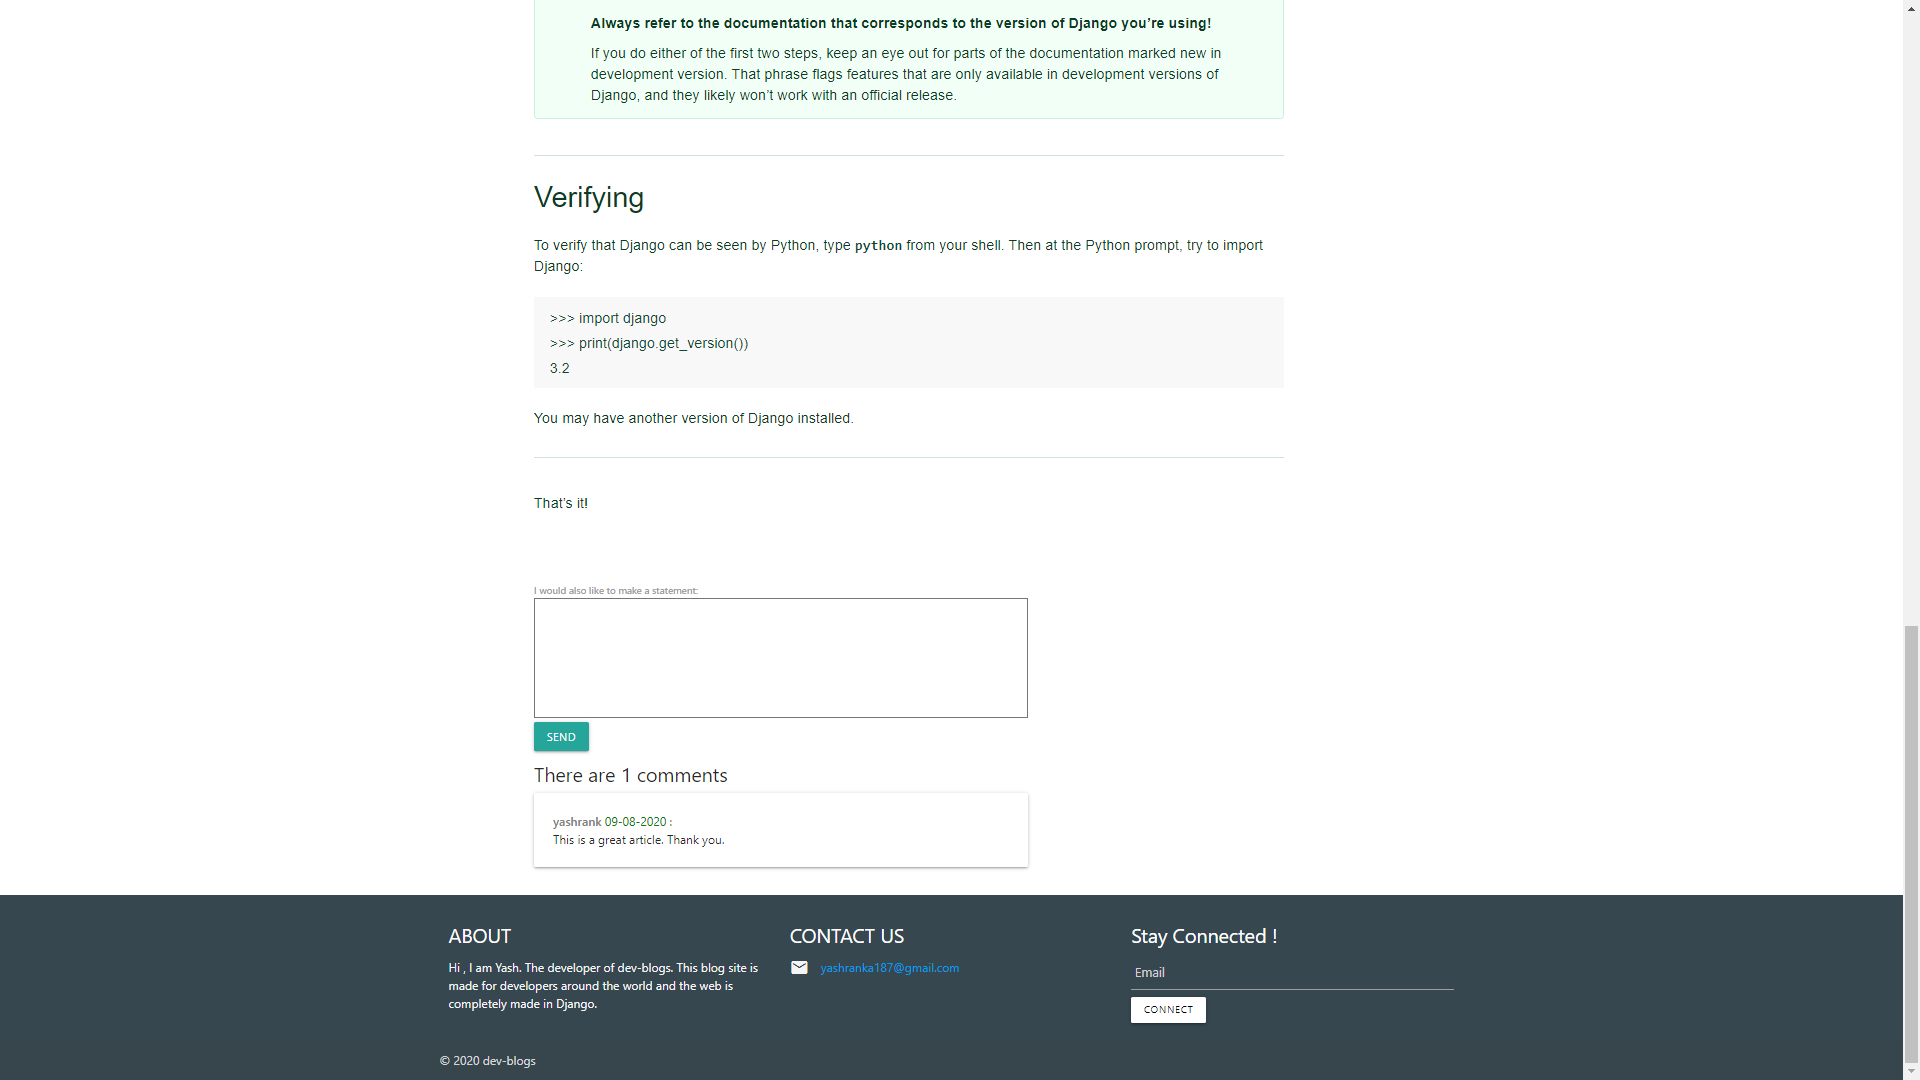 Always refer to the documentation that corresponds to the version of Django you’re using!
If you do either of the first two steps, keep an eye out for parts of the documentation marked new in
development version. That phrase flags features that are only available in development versions of
Django, and they likely won’t work with an official release.
Verifying
To verify that Django can be seen by Python, type python from your shell. Then at the Python prompt, try to import
Django:
>>> import django
>>> print(django.get_version())
3.2
You may have another version of Django installed.
That’s it!
I would also like to make a statement:
SEND
There are 1 comments
yashrank 09-08-2020 :
This is a great article. Thank you.
ABOUT
Hi , I am Yash. The developer of dev-blogs. This blog site is
made for developers around the world and the web is
completely made in Django.
CONTACT US
yashranka187@gmail.com
Stay Connected !
Email
CONNECT
© 2020 dev-blogs